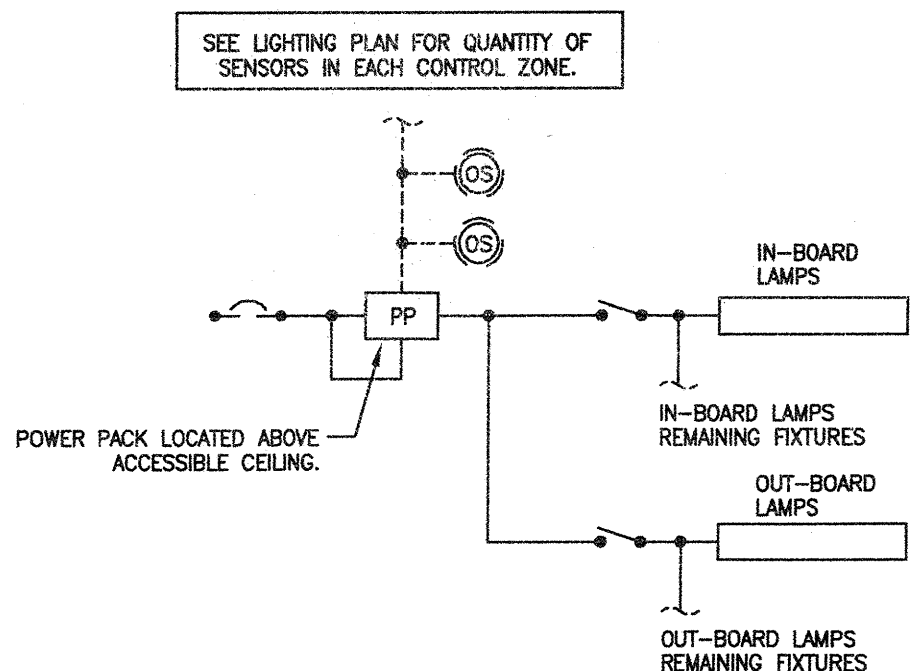 SEE LIGHTING PLAN FOR QUANTITY OF
SENSORS IN EACH CONTROL ZONE.
OS
OS
IN-BOARD
LAMPS
PP
IN-BOARD LAMPS
REMAINING FIXTURES
POWER PACK LOCATED ABOVE
ACCESSIBLE CEILING.
OUT-BOARD
LAMPS
OUT-BOARD LAMPS
REMAINING FIXTURES